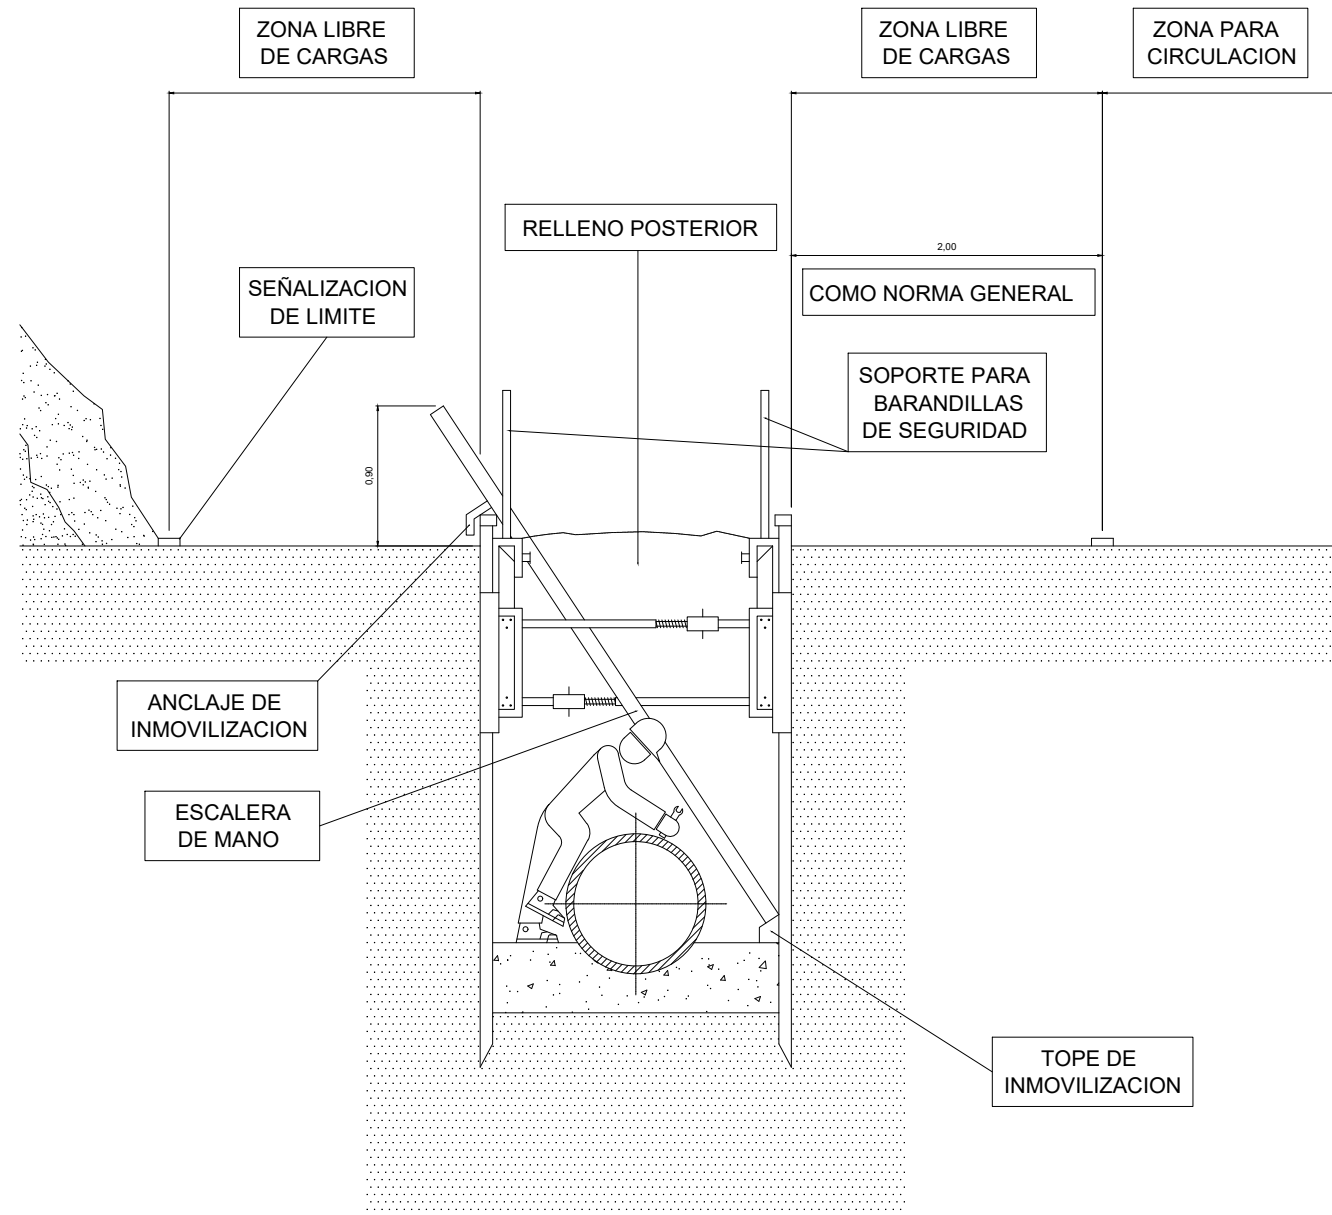 ZONA LIBRE
DE CARGAS
ZONA LIBRE
DE CARGAS
ZONA PARA
CIRCULACION
RELLENO POSTERIOR
2,00
SEÑALIZACION
DE LIMITE
COMO NORMA GENERAL
SOPORTE PARA
BARANDILLAS
DE SEGURIDAD
0,90
ANCLAJE DE
INMOVILIZACION
ESCALERA
DE MANO
TOPE DE
INMOVILIZACION